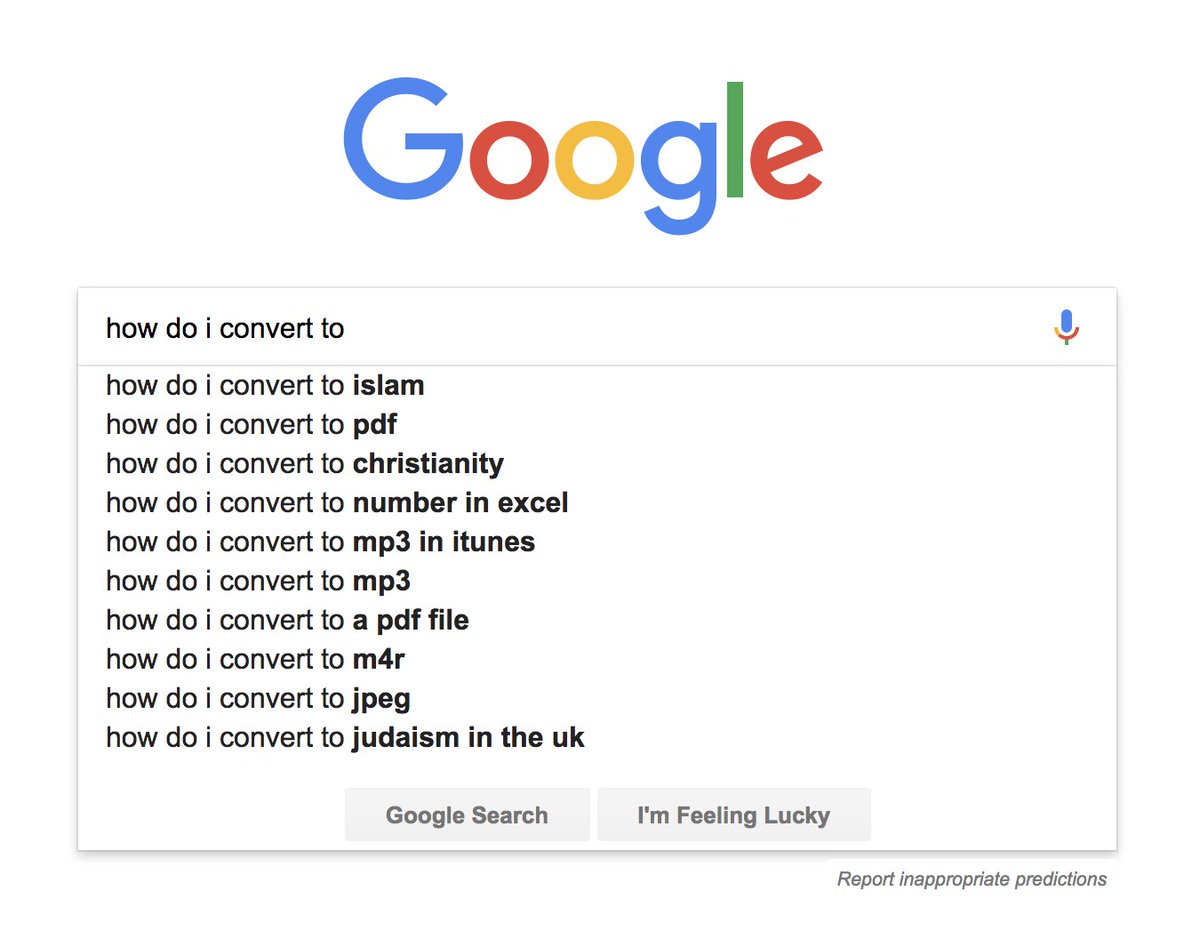 Google
how do i convert to
how do i convert to islam
how do i convert to pdf
how do i convert to christianity
how do i convert to number in excel
how do i convert to mp3 in itunes
how do i convert to mp3
how do i convert to a pdf file
how do i convert to m4r
how do i convert to jpeg
how do i convert to judaism in the uk
Google Search I'm Feeling Lucky
Report inappropriate predictions